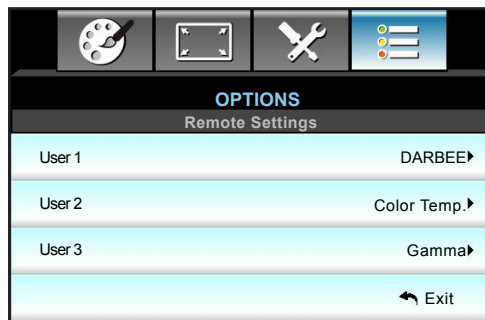 OPTIONS
Remote Settings
User 1 DARBEE
User 2 Color Temp.
User 3 Gamma
Exit